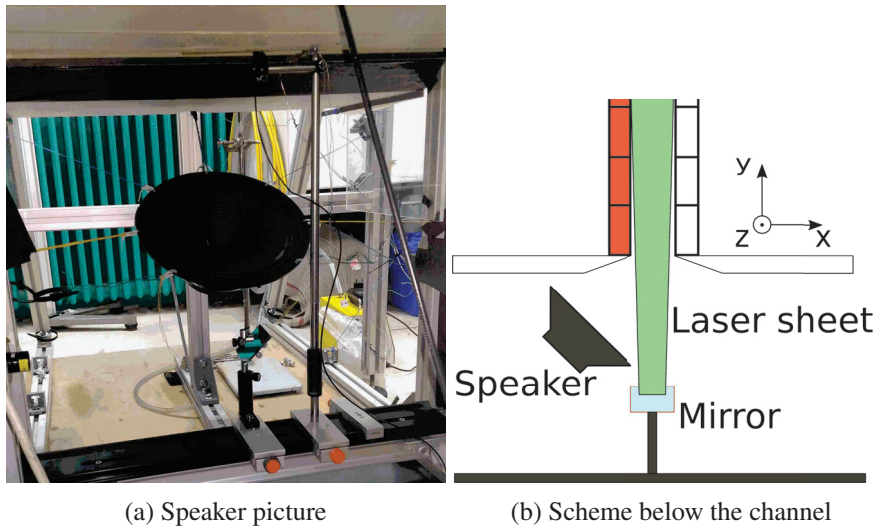 y
z
x
Laser sheet
Speaker
Mirror
(a) Speaker picture
(b) Scheme below the channel